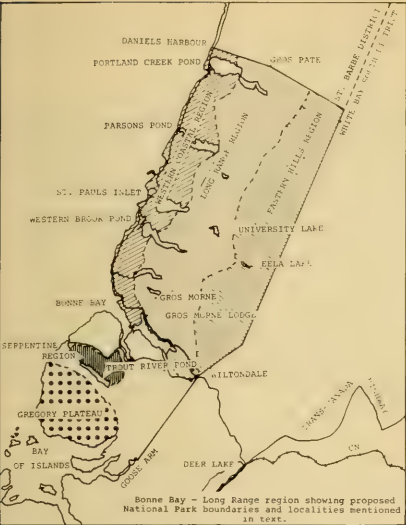 DANIELS HARBOUR
PORTLAND CREEK POND
GROS PATE
ST. BARBE DISTRICT
WHITE BAY DISTRICT
PARSONS POND
WESTERN COASTAL REGION
LONG RANGE REGION
EASTERN HILLS REGION
ST. PAULS INLET
WESTERN BROOK POND
UNIVERSITY LAKE
BONNE BAY
GROS MORNE
GROS MORNE LODGE
SERPENTINE
REGION
TROUT RIVER POND
WILTONDALE
GREGORY PLATEAU
BAY
OF ISLANDS
GOOSE ARM
DEER LAKE
HIGHWAY
CN
Bonne Bay - Long Range region showing proposed
National Park boundaries and localities mentioned
in text.